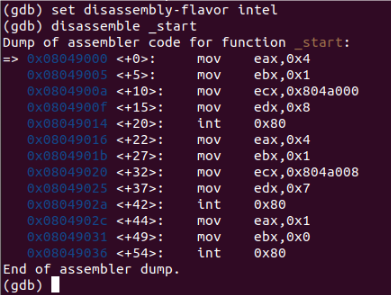 (gdb) set disassembly-flavor intel
(gdb) disassemble _start
Dump of assembler code for function _start:
=> 0x08049000 <+0>:     mov    eax,0x4
   0x08049005 <+5>:     mov    ebx,0x1
   0x0804900a <+10>:    mov    ecx,0x804a000
   0x0804900f <+15>:    mov    edx,0x8
   0x08049014 <+20>:    int    0x80
   0x08049016 <+22>:    mov    eax,0x4
   0x0804901b <+27>:    mov    ebx,0x1
   0x08049020 <+32>:    mov    ecx,0x804a008
   0x08049025 <+37>:    mov    edx,0x7
   0x0804902a <+42>:    int    0x80
   0x0804902c <+44>:    mov    eax,0x1
   0x08049031 <+49>:    mov    ebx,0x0
   0x08049036 <+54>:    int    0x80
End of assembler dump.
(gdb)